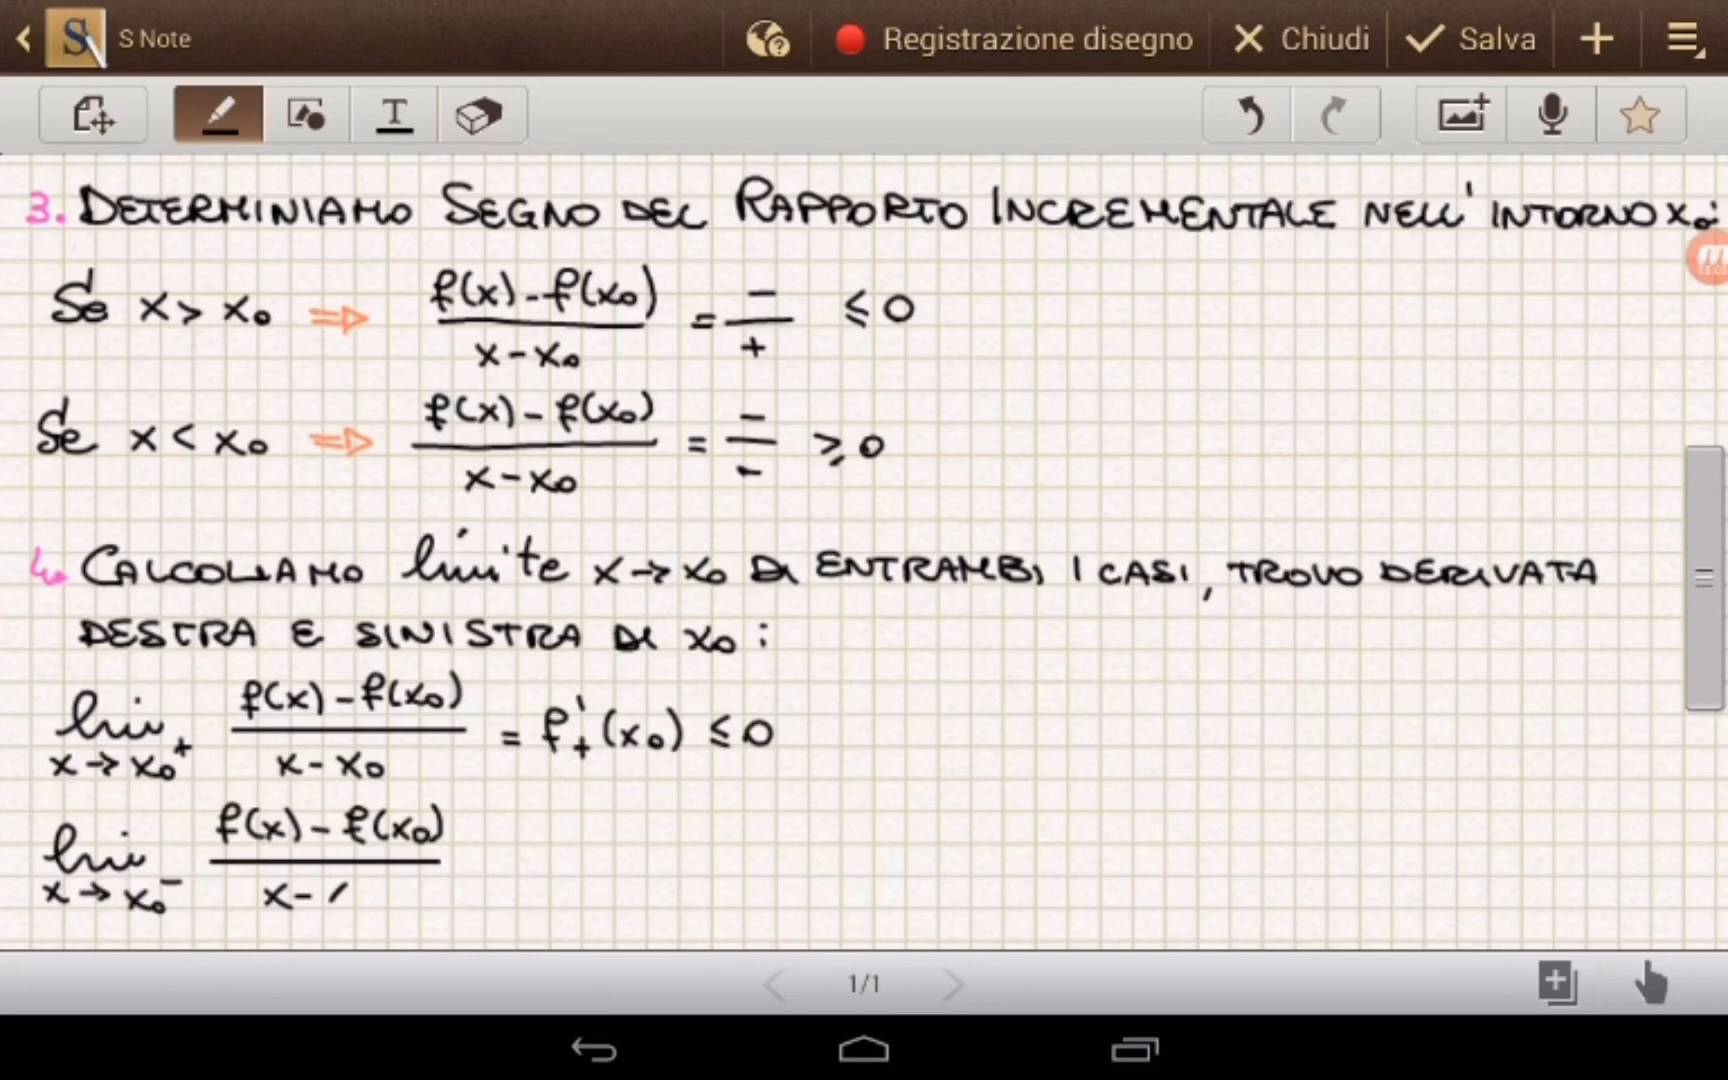 S Note
Registrazione disegno
Chiudi
Salva
3. DETERMINIAMO SEGNO DEL RAPPORTO INCREMENTALE NELL' INTORNO x₀:
Se x > x₀ ⇒ f(x) - f(x₀) / x - x₀ = - / + ≤ 0
Se x < x₀ ⇒ f(x) - f(x₀) / x - x₀ = - / - ≥ 0
4. CALCOLIAMO limite x → x₀ DI ENTRAMBI I CASI, TROVO DERIVATA
DESTRA E SINISTRA DI x₀ :
lim x → x₀⁺ f(x) - f(x₀) / x - x₀ = f'₊(x₀) ≤ 0
lim x → x₀⁻ f(x) - f(x₀) / x -
1/1